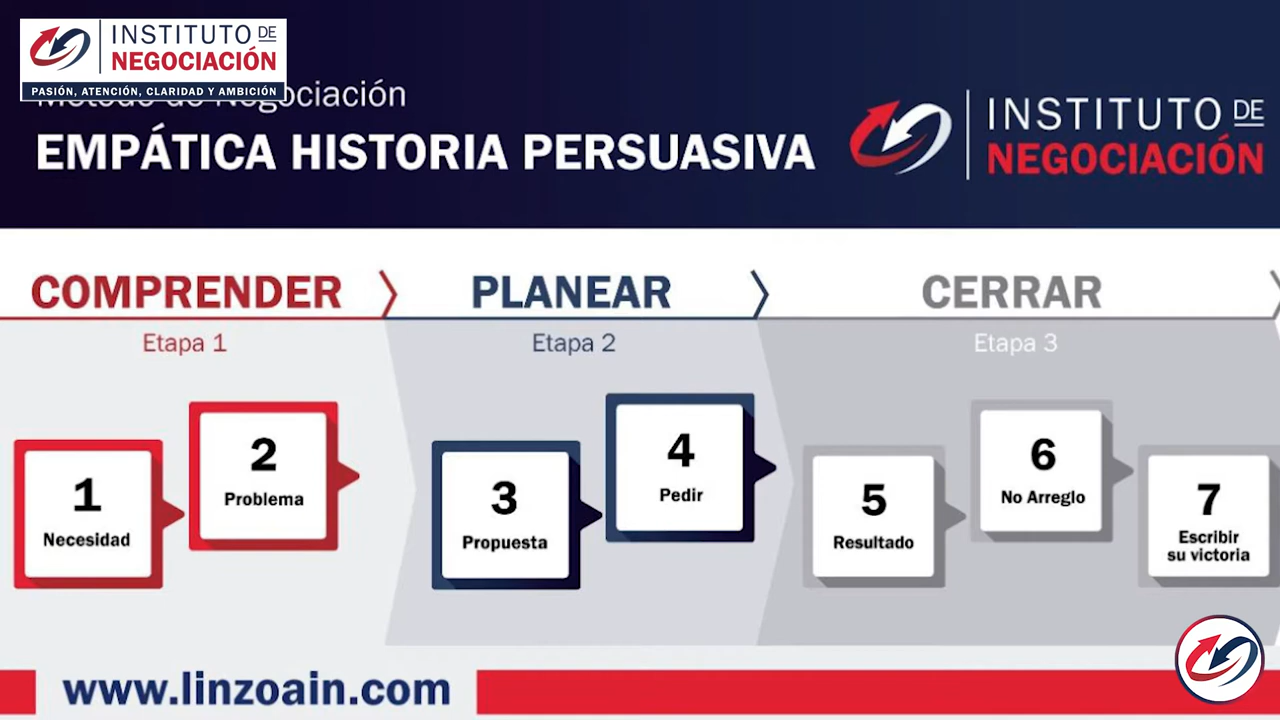 INSTITUTO DE
NEGOCIACIÓN
PASIÓN, ATENCIÓN, CLARIDAD Y AMBICIÓN
Método de Negociación
EMPÁTICA HISTORIA PERSUASIVA
INSTITUTO DE
NEGOCIACIÓN
COMPRENDER
PLANEAR
CERRAR
Etapa 1
Etapa 2
Etapa 3
1
Necesidad
2
Problema
3
Propuesta
4
Pedir
5
Resultado
6
No Arreglo
7
Escribir
su victoria
www.linzoain.com